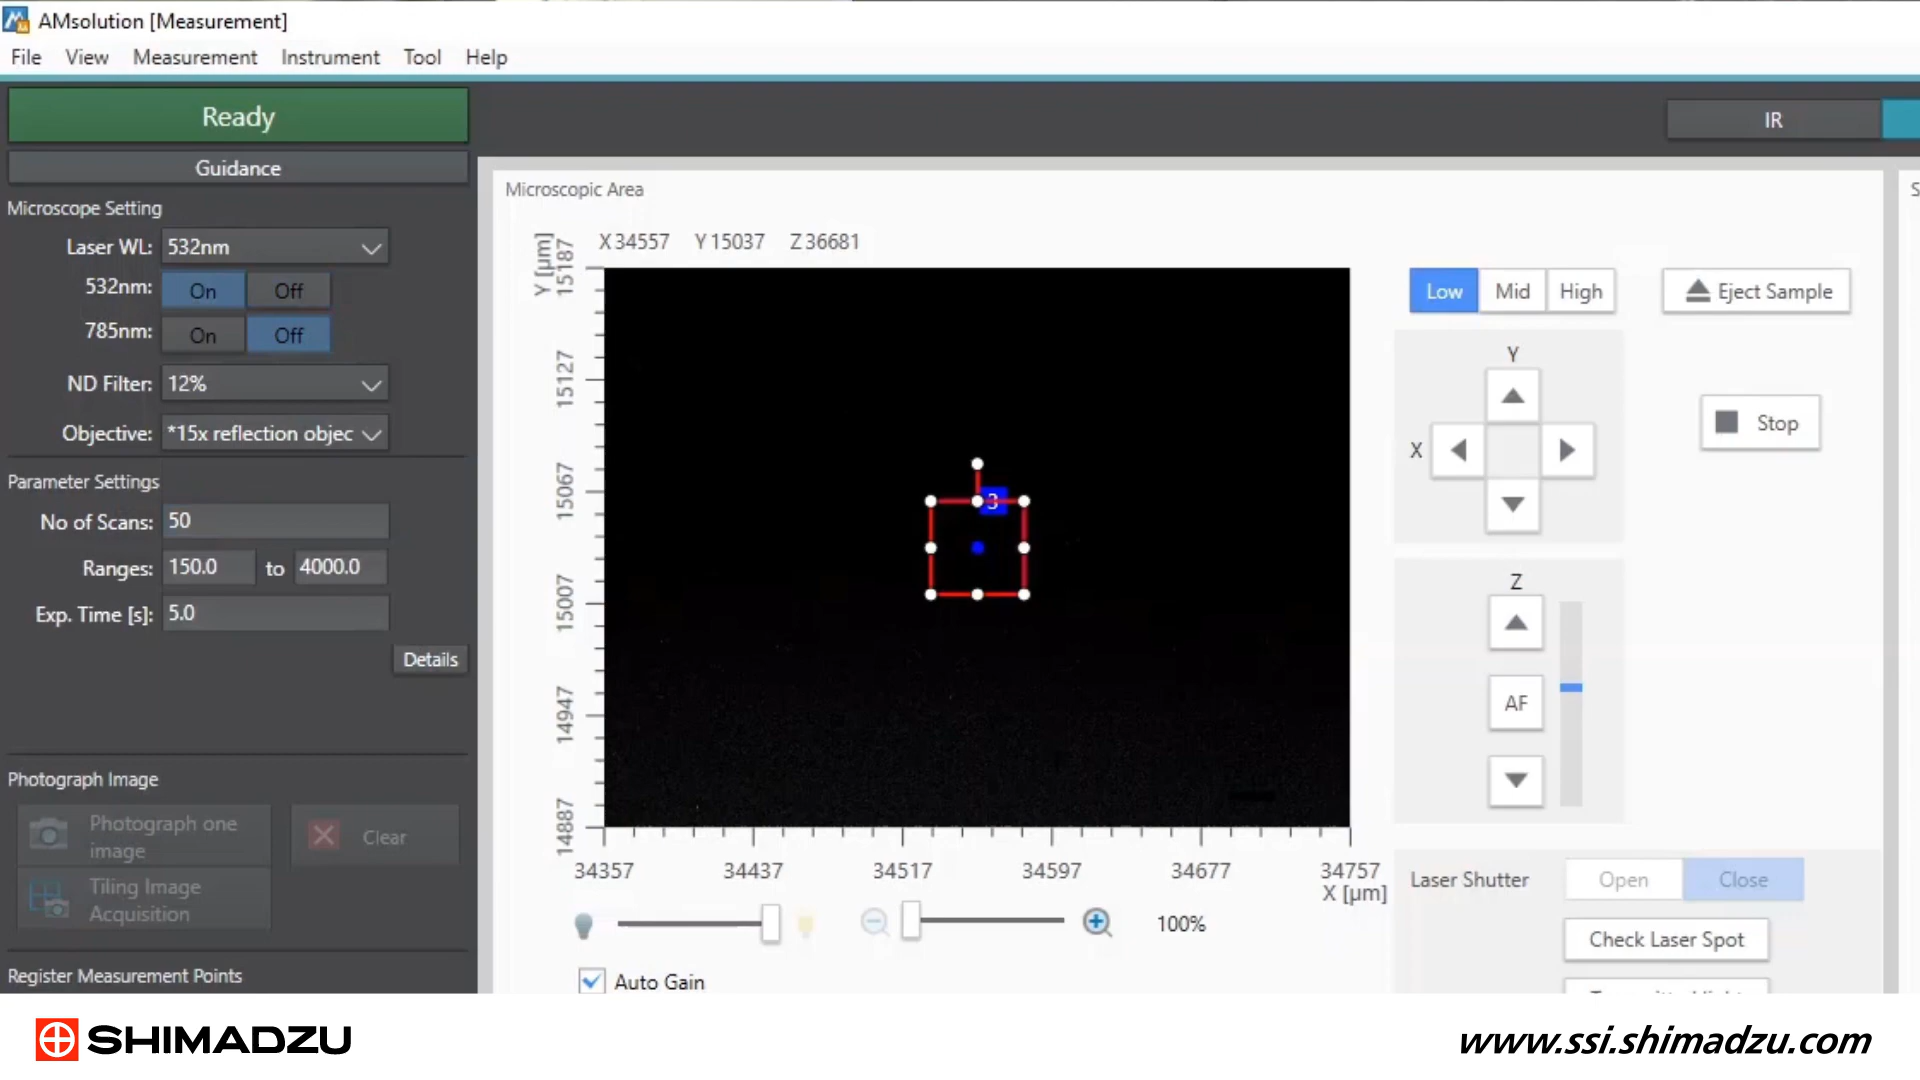 AMsolution [Measurement]
File View Measurement Instrument Tool Help
Ready
Guidance
IR
Microscope Setting
Laser WL: 532nm
532nm: On Off
785nm: On Off
ND Filter: 12%
Objective: *15x reflection objec
Parameter Settings
No of Scans: 50
Ranges: 150.0 to 4000.0
Exp. Time [s]: 5.0
Details
Photograph Image
Photograph one
image
Clear
Tiling Image
Acquisition
Register Measurement Points
Microscopic Area
X 34557 Y 15037 Z 36681
Y [µm]
15187
15127
15067
15007
14947
14887
3
34357 34437 34517 34597 34677 34757
X [µm]
100%
Auto Gain
Low Mid High
Eject Sample
Y
X
Stop
Z
AF
Laser Shutter Open Close
Check Laser Spot
SHIMADZU
www.ssi.shimadzu.com